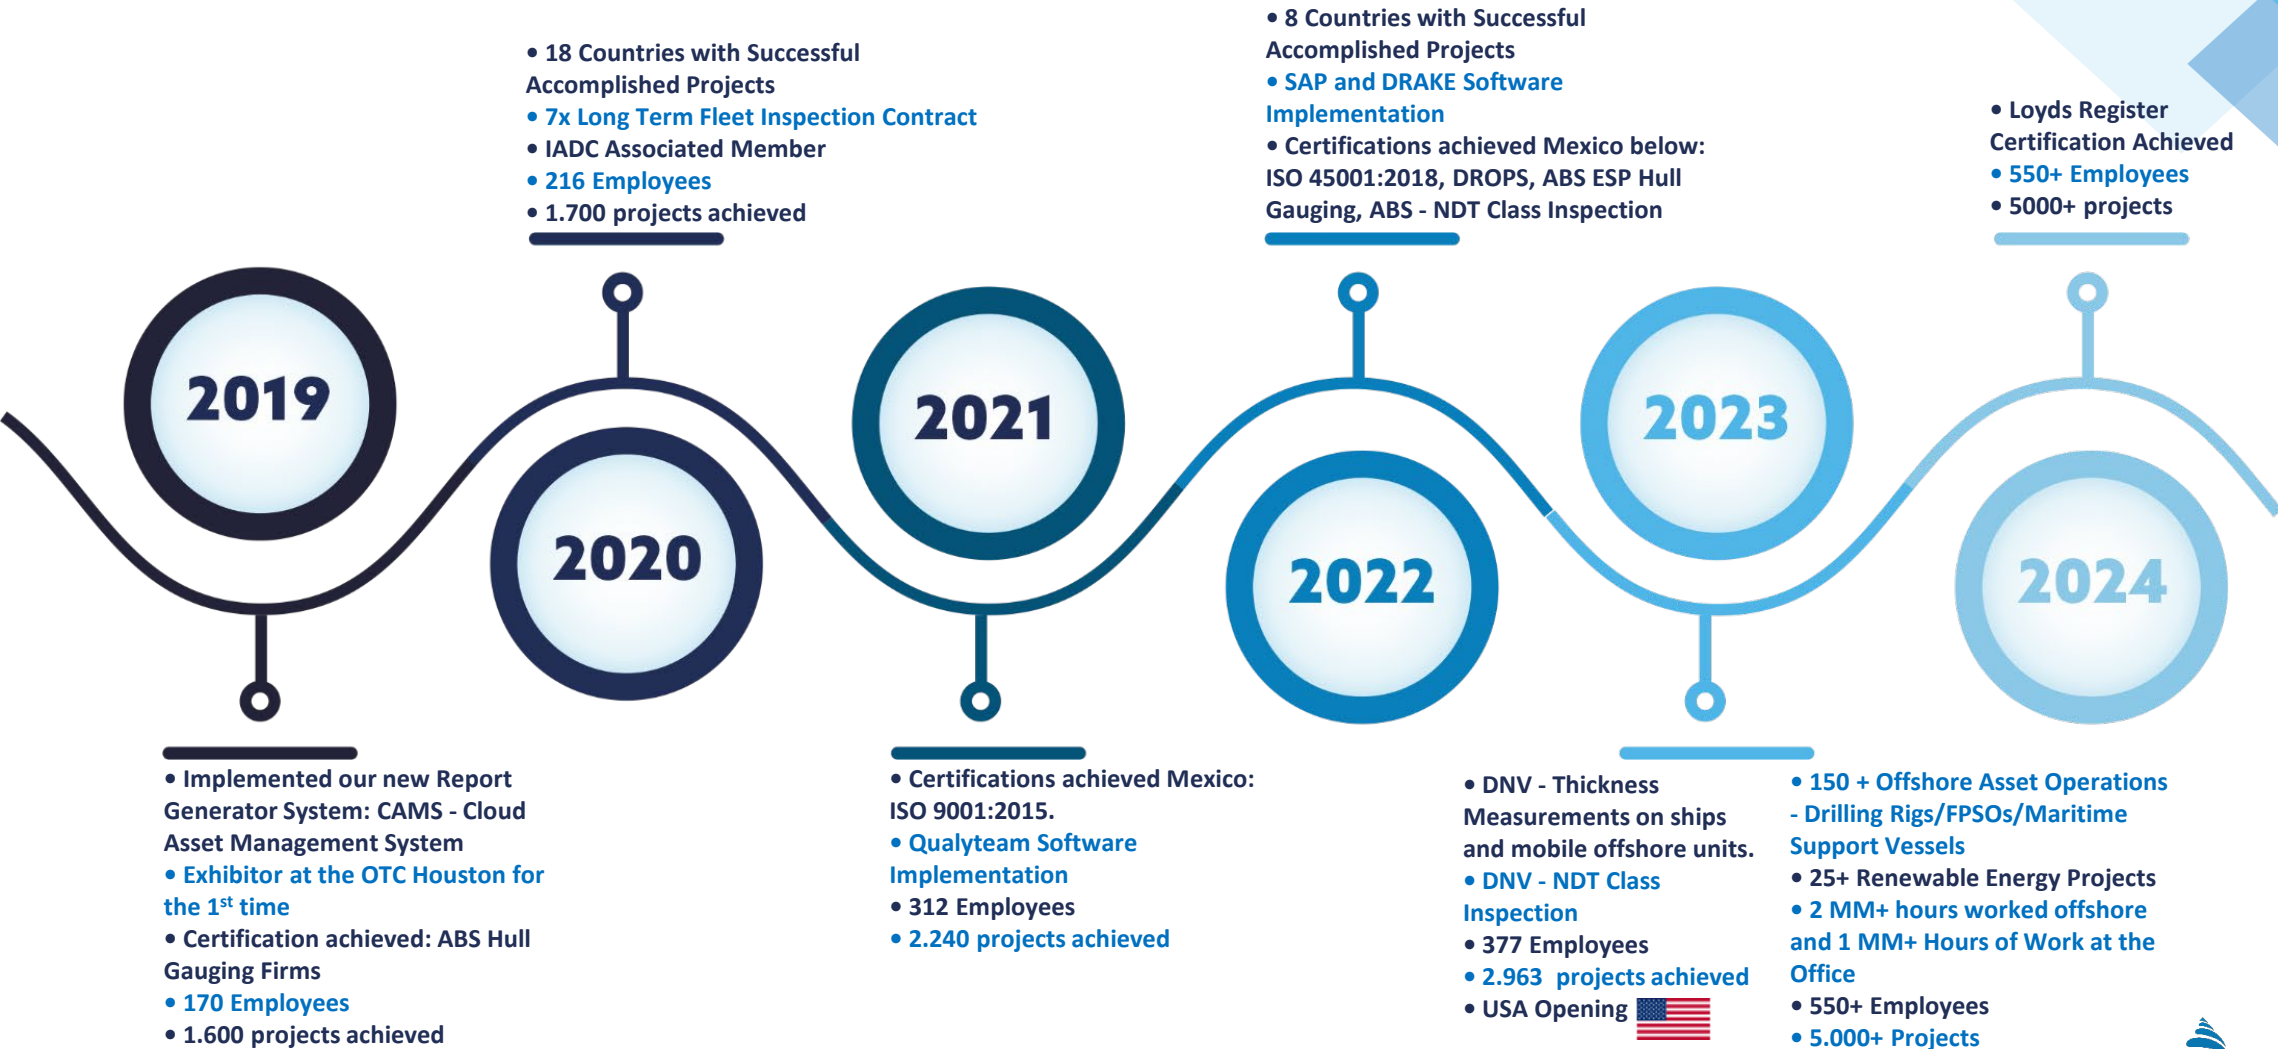 2019
• Implemented our new Report
Generator System: CAMS - Cloud
Asset Management System
• Exhibitor at the OTC Houston for
the 1st time
• Certification achieved: ABS Hull
Gauging Firms
• 170 Employees
• 1.600 projects achieved
• 18 Countries with Successful
Accomplished Projects
• 7x Long Term Fleet Inspection Contract
• IADC Associated Member
• 216 Employees
• 1.700 projects achieved
2020
2021
• Certifications achieved Mexico:
ISO 9001:2015.
• Qualyteam Software
Implementation
• 312 Employees
• 2.240 projects achieved
• 8 Countries with Successful
Accomplished Projects
• SAP and DRAKE Software
Implementation
• Certifications achieved Mexico below:
ISO 45001:2018, DROPS, ABS ESP Hull
Gauging, ABS - NDT Class Inspection
2022
2023
• DNV - Thickness
Measurements on ships
and mobile offshore units.
• DNV - NDT Class
Inspection
• 377 Employees
• 2.963 projects achieved
• USA Opening
• 150 + Offshore Asset Operations
- Drilling Rigs/FPSOs/Maritime
Support Vessels
• 25+ Renewable Energy Projects
• 2 MM+ hours worked offshore
and 1 MM+ Hours of Work at the
Office
• 550+ Employees
• 5.000+ Projects
• Loyds Register
Certification Achieved
• 550+ Employees
• 5000+ projects
2024